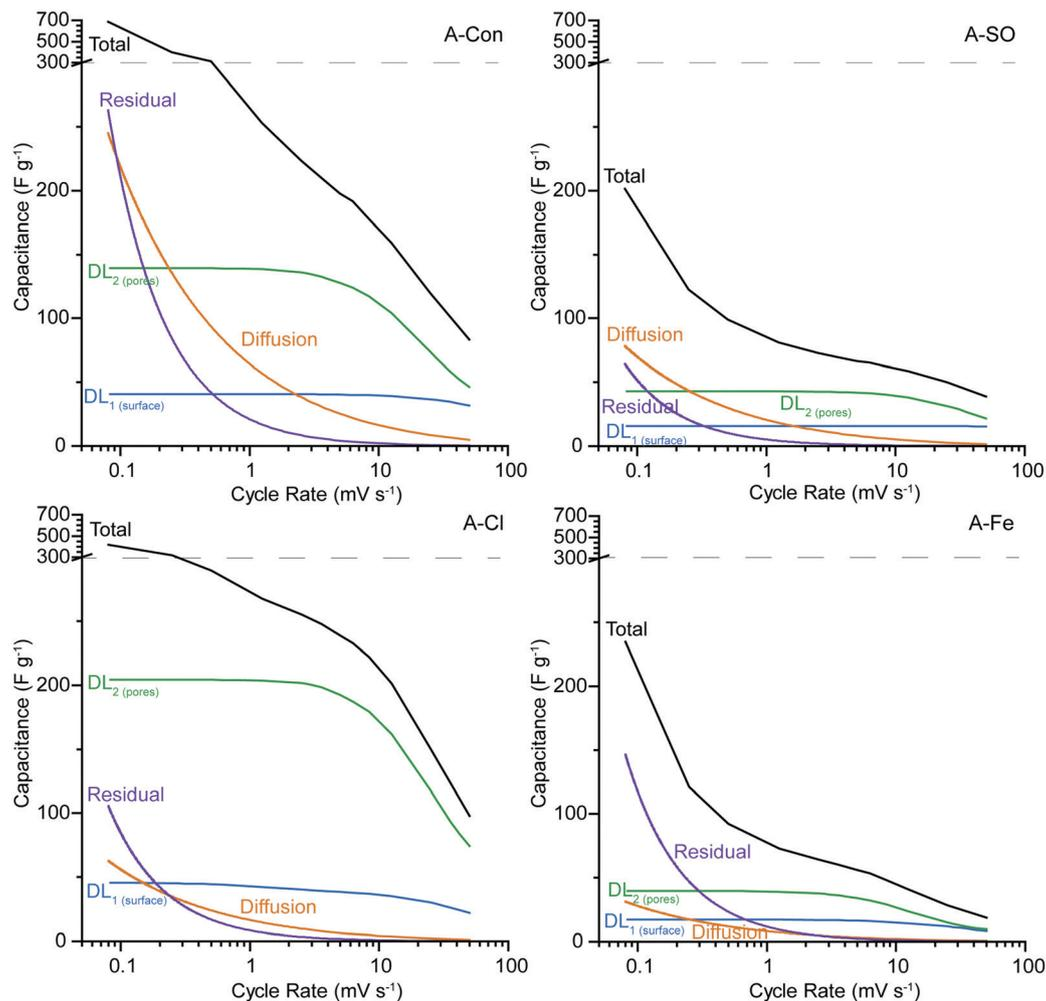 A-Con
700
500
300
200
100
0
Capacitance (F g⁻¹)
Total
Residual
DL2 (pores)
Diffusion
DL1 (surface)
0.1 1 10 100
Cycle Rate (mV s⁻¹)
A-SO
700
500
300
200
100
0
Capacitance (F g⁻¹)
Total
Diffusion
Residual
DL2 (pores)
DL1 (surface)
0.1 1 10 100
Cycle Rate (mV s⁻¹)
A-Cl
700
500
300
200
100
0
Capacitance (F g⁻¹)
Total
DL2 (pores)
Residual
DL1 (surface)
Diffusion
0.1 1 10 100
Cycle Rate (mV s⁻¹)
A-Fe
700
500
300
200
100
0
Capacitance (F g⁻¹)
Total
Residual
DL2 (pores)
DL1 (surface)
Diffusion
0.1 1 10 100
Cycle Rate (mV s⁻¹)